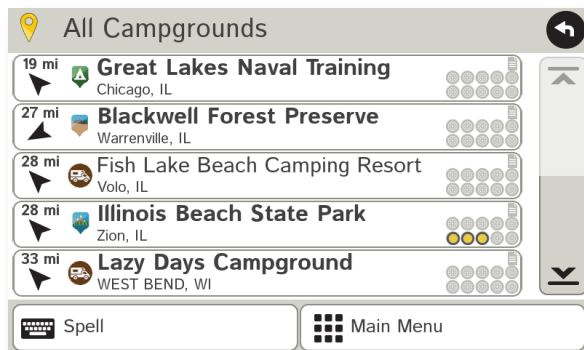 All Campgrounds
19 mi
Great Lakes Naval Training
Chicago, IL
27 mi
Blackwell Forest Preserve
Warrenville, IL
28 mi
Fish Lake Beach Camping Resort
Volo, IL
28 mi
Illinois Beach State Park
Zion, IL
33 mi
Lazy Days Campground
WEST BEND, WI
Spell
Main Menu